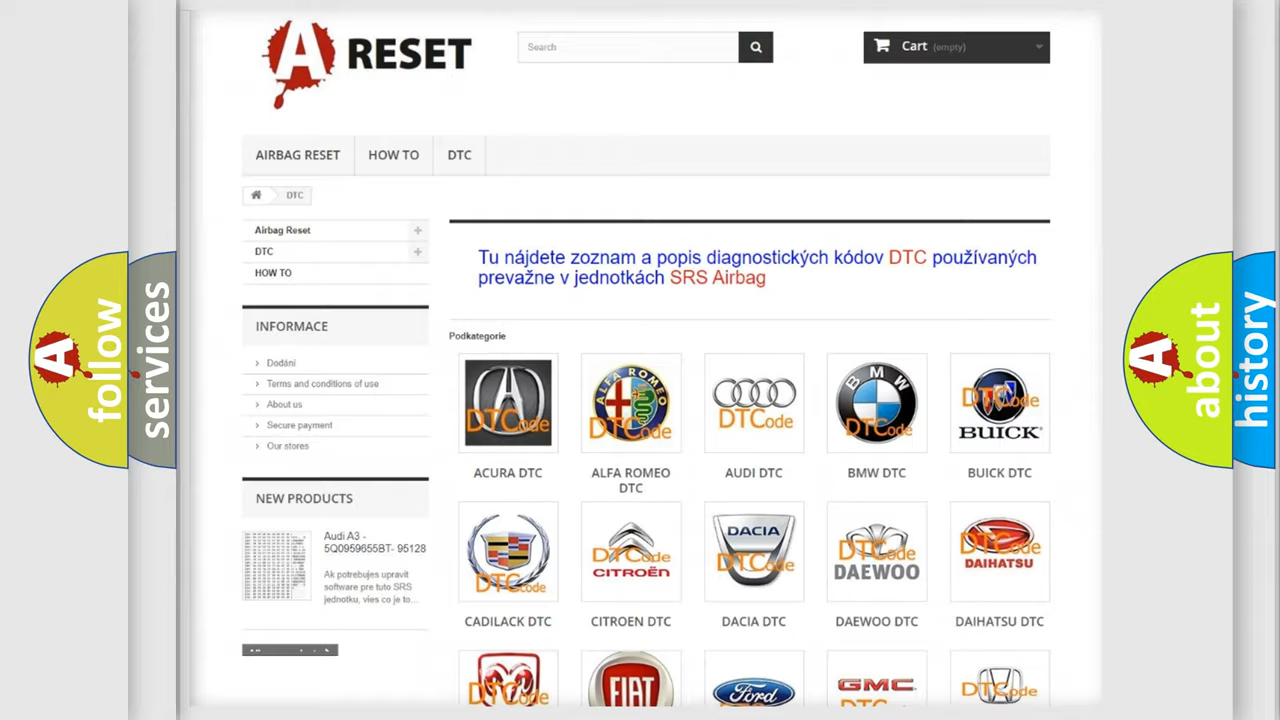 A RESET
Search
Cart (empty)
AIRBAG RESET
HOW TO
DTC
DTC
Airbag Reset
DTC
HOW TO
INFORMACE
Dodání
Terms and conditions of use
About us
Secure payment
Our stores
NEW PRODUCTS
Audi A3 -
5Q0959655BT- 95128
Ak potrebujes upravit
software pre tuto SRS
jednotku, vies co je to...
Tu nájdete zoznam a popis diagnostických kódov DTC používaných
prevažne v jednotkách SRS Airbag
Podkategorie
DTCode
ALFA ROMEO
DTCode
DTCode
BMW
DTCode
DTCode
BUICK
ACURA DTC
ALFA ROMEO
DTC
AUDI DTC
BMW DTC
BUICK DTC
DTCode
DTCode
CITROËN
DACIA
DTCode
DTCode
DAEWOO
DTCode
DAIHATSU
CADILACK DTC
CITROEN DTC
DACIA DTC
DAEWOO DTC
DAIHATSU DTC
DTCode
FIAT
Ford
GMC
DTCode
A follow
services
A about
history